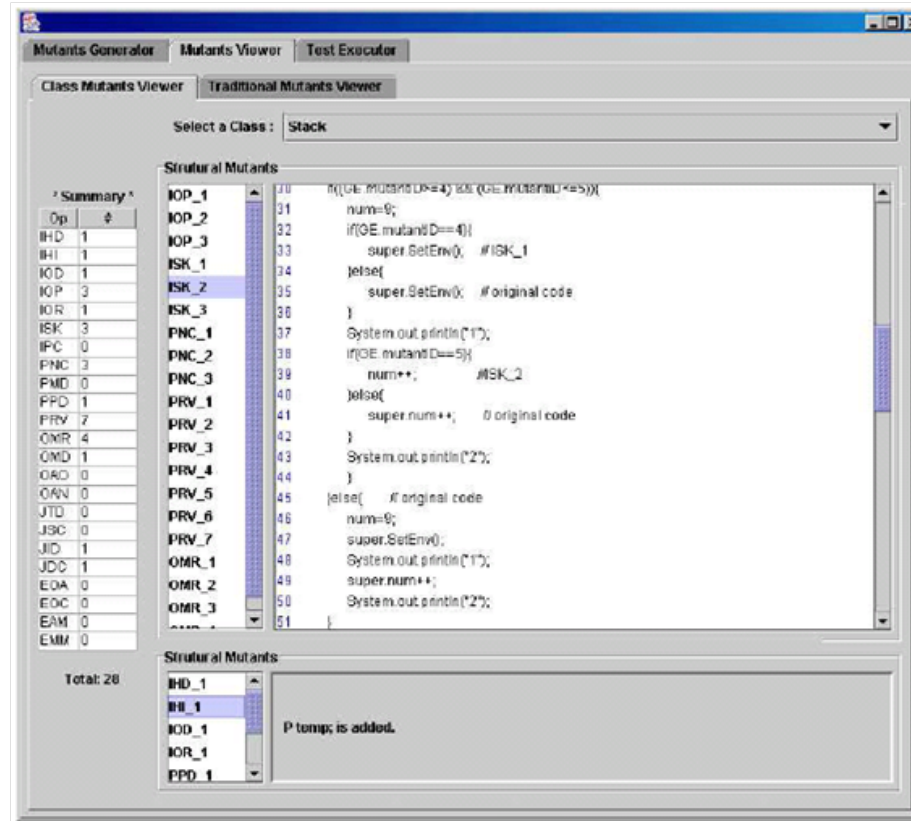 Mutants Generator Mutants Viewer Test Executor
Class Mutants Viewer Traditional Mutants Viewer
Select a Class : Stack
* Summary *
Op #
IHD 1
IHI 1
IOD 1
IOP 3
IOR 1
ISK 3
IPC 0
PNC 3
PMD 0
PPD 1
PRV 7
OMR 4
OMD 1
OAO 0
OAN 0
JTD 0
JSC 0
JID 1
JDC 1
EOA 0
EOC 0
EAM 0
EMM 0
Total: 28
Strutural Mutants
IOP_1
IOP_2
IOP_3
ISK_1
ISK_2
ISK_3
PNC_1
PNC_2
PNC_3
PRV_1
PRV_2
PRV_3
PRV_4
PRV_5
PRV_6
PRV_7
OMR_1
OMR_2
OMR_3
30 if((GE.mutantID>=4) && (GE.mutantID<=5)){
31 num=9;
32 if(GE.mutantID==4){
33 super.SetEnv(); //ISK_1
34 }else{
35 super.SetEnv(); // original code
36 }
37 System.out.println("1");
38 if(GE.mutantID==5){
39 num++; //ISK_2
40 }else{
41 super.num++; // original code
42 }
43 System.out.println("2");
44 }
45 }else{ // original code
46 num=9;
47 super.SetEnv();
48 System.out.println("1");
49 super.num++;
50 System.out.println("2");
51 }
Strutural Mutants
IHD_1
IHI_1
IOD_1
IOR_1
PPD_1
P temp; is added.